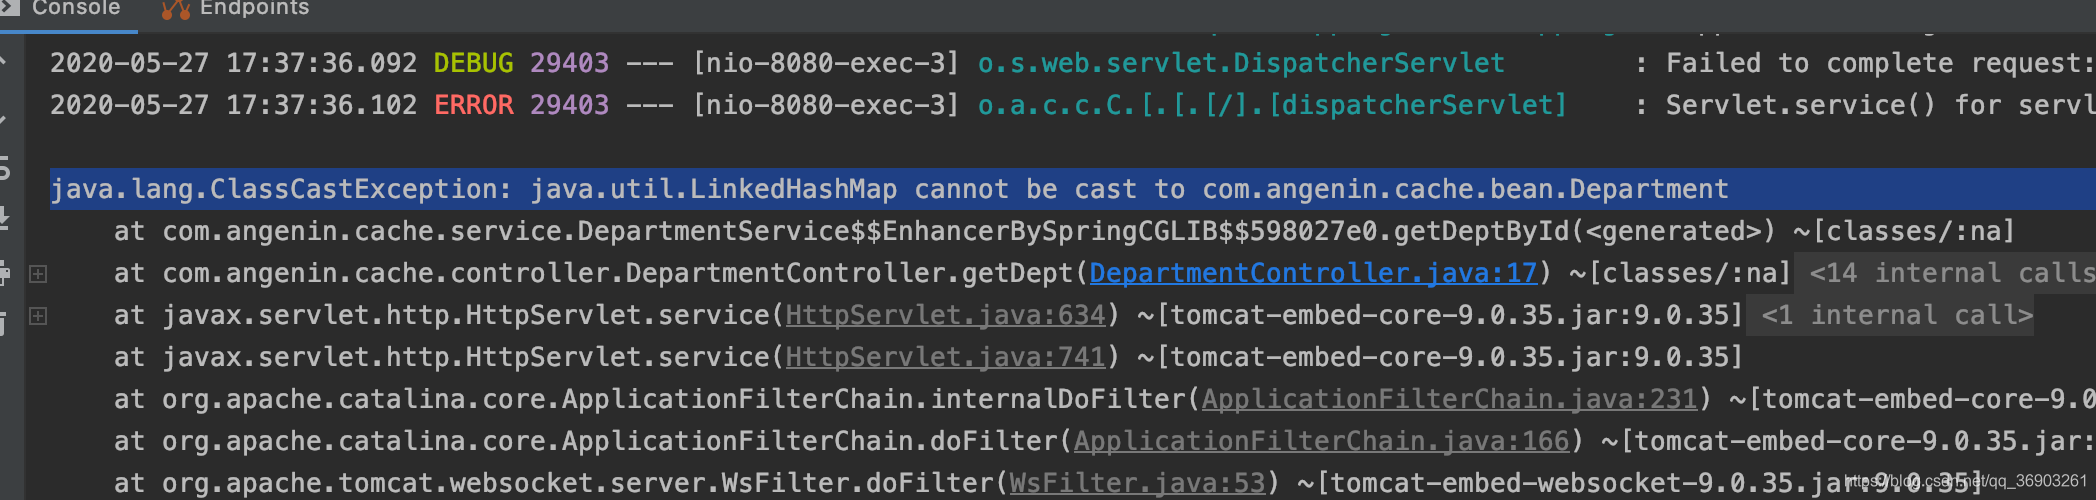 Console Endpoints
2020-05-27 17:37:36.092 DEBUG 29403 --- [nio-8080-exec-3] o.s.web.servlet.DispatcherServlet : Failed to complete request:
2020-05-27 17:37:36.102 ERROR 29403 --- [nio-8080-exec-3] o.a.c.c.C.[.[.[/].[dispatcherServlet] : Servlet.service() for servl
java.lang.ClassCastException: java.util.LinkedHashMap cannot be cast to com.angenin.cache.bean.Department
at com.angenin.cache.service.DepartmentService$$EnhancerBySpringCGLIB$$598027e0.getDeptById(<generated>) ~[classes/:na]
at com.angenin.cache.controller.DepartmentController.getDept(DepartmentController.java:17) ~[classes/:na] <14 internal calls
at javax.servlet.http.HttpServlet.service(HttpServlet.java:634) ~[tomcat-embed-core-9.0.35.jar:9.0.35] <1 internal call>
at javax.servlet.http.HttpServlet.service(HttpServlet.java:741) ~[tomcat-embed-core-9.0.35.jar:9.0.35]
at org.apache.catalina.core.ApplicationFilterChain.internalDoFilter(ApplicationFilterChain.java:231) ~[tomcat-embed-core-9.0
at org.apache.catalina.core.ApplicationFilterChain.doFilter(ApplicationFilterChain.java:166) ~[tomcat-embed-core-9.0.35.jar:
at org.apache.tomcat.websocket.server.WsFilter.doFilter(WsFilter.java:53) ~[tomcat-embed-websocket-9.0.35.jar:9.0.35]
https://blog.csdn.net/qq_36903261